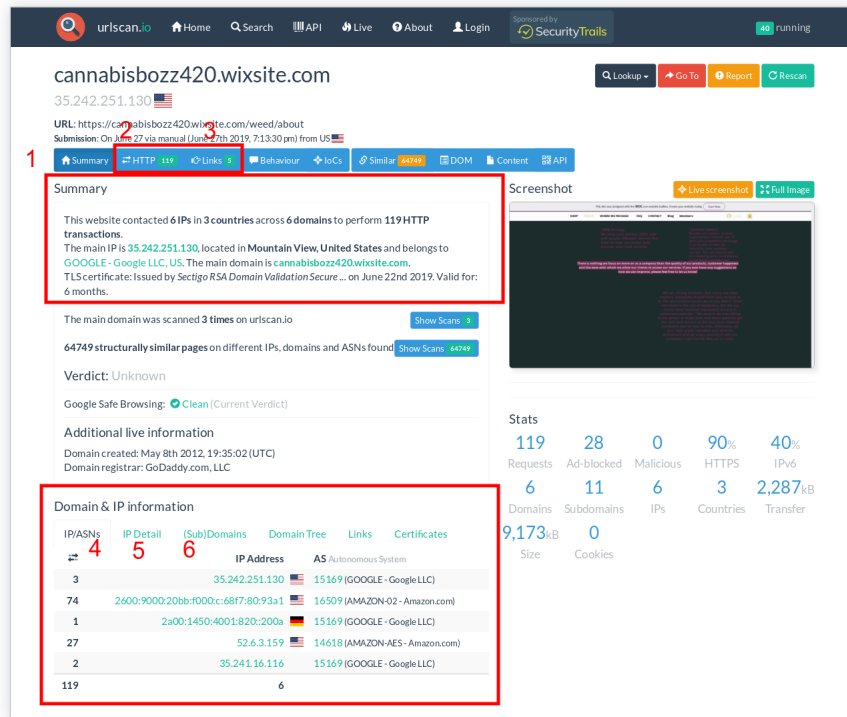 urlscan.io Home Search API Live About Login Sponsored by SecurityTrails 40 running
cannabisbozz420.wixsite.com
Lookup Go To Report Rescan
35.242.251.130
URL: https://cannabisbozz420.wixsite.com/weed/about
2 3
Submission: On June 27 via manual (June 27th 2019, 7:13:30 pm) from US
1 Summary HTTP 119 Links 5 Behaviour IoCs Similar 64749 DOM Content API
Summary
This website contacted 6 IPs in 3 countries across 6 domains to perform 119 HTTP
transactions.
The main IP is 35.242.251.130, located in Mountain View, United States and belongs to
GOOGLE - Google LLC, US. The main domain is cannabisbozz420.wixsite.com.
TLS certificate: Issued by Sectigo RSA Domain Validation Secure ... on June 22nd 2019. Valid for:
6 months.
The main domain was scanned 3 times on urlscan.io Show Scans 3
64749 structurally similar pages on different IPs, domains and ASNs found Show Scans 64749
Verdict: Unknown
Google Safe Browsing: Clean (Current Verdict)
Additional live information
Domain created: May 8th 2012, 19:35:02 (UTC)
Domain registrar: GoDaddy.com, LLC
Screenshot Live screenshot Full Image
Stats
119 28 0 90% 40%
Requests Ad-blocked Malicious HTTPS IPv6
6 11 6 3 2,287kB
Domains Subdomains IPs Countries Transfer
9,173kB 0
Size Cookies
Domain & IP information
IP/ASNs IP Detail (Sub)Domains Domain Tree Links Certificates
4 5 6
IP Address AS Autonomous System
3 35.242.251.130 15169 (GOOGLE - Google LLC)
74 2600:9000:20bb:f000:c:68f7:80:93a1 16509 (AMAZON-02 - Amazon.com)
1 2a00:1450:4001:820::200a 15169 (GOOGLE - Google LLC)
27 52.6.3.159 14618 (AMAZON-AES - Amazon.com)
2 35.241.16.116 15169 (GOOGLE - Google LLC)
119 6